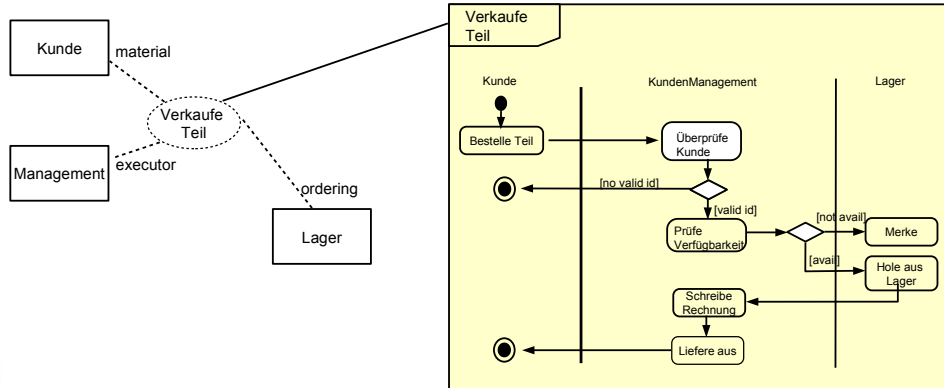 Kunde
material
Verkaufe
Teil
Management
executor
ordering
Lager
Verkaufe
Teil
Kunde
KundenManagement
Lager
Bestelle Teil
Überprüfe
Kunde
[no valid id]
[valid id]
Prüfe
Verfügbarkeit
[not avail]
Merke
[avail]
Hole aus
Lager
Schreibe
Rechnung
Liefere aus